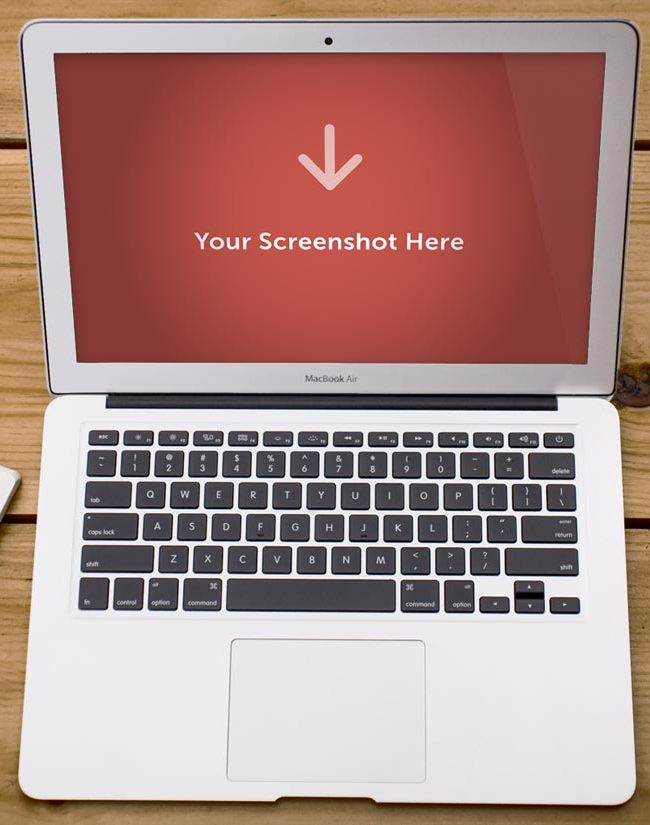 Your Screenshot Here
MacBook Air
esc F1 F2 F3 F4 F5 F6 F7 F8 F9 F10 F11 F12
~ ! @ # $ % ^ & * ( ) _ +
` 1 2 3 4 5 6 7 8 9 0 - = delete
tab Q W E R T Y U I O P { [ } ] | \
caps lock A S D F G H J K L : ; " ' enter return
shift Z X C V B N M < , > . ? / shift
fn control alt option ⌘ command ⌘ command alt option ◄ ▲ ▼ ►